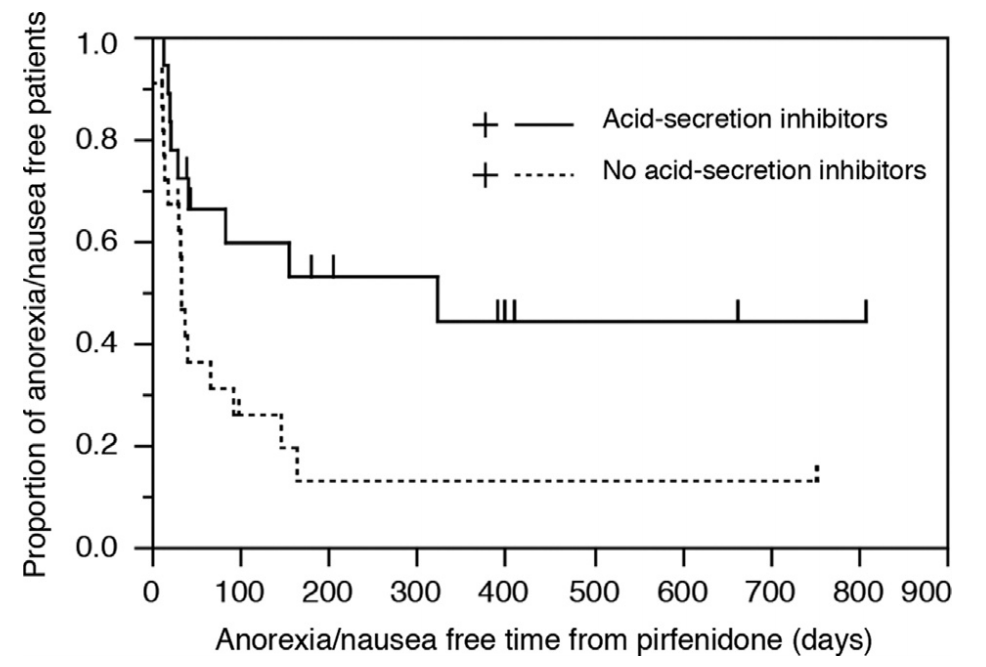 Proportion of anorexia/nausea free patients
1.0
0.8
0.6
0.4
0.2
0.0
Acid-secretion inhibitors
No acid-secretion inhibitors
0 100 200 300 400 500 600 700 800 900
Anorexia/nausea free time from pirfenidone (days)